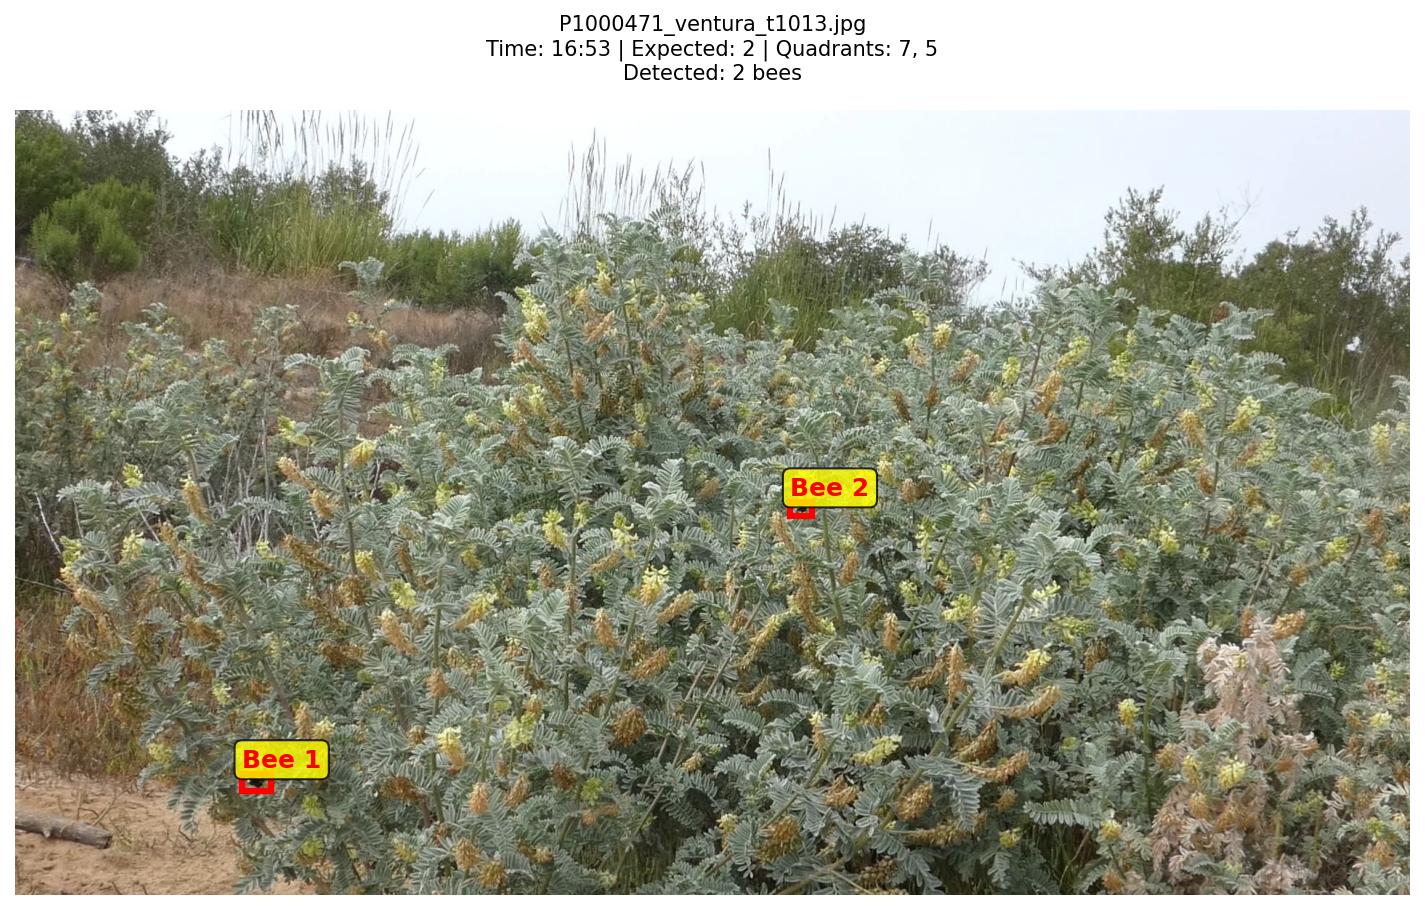 P1000471_ventura_t1013.jpg
Time: 16:53 | Expected: 2 | Quadrants: 7, 5
Detected: 2 bees
Bee 2
Bee 1